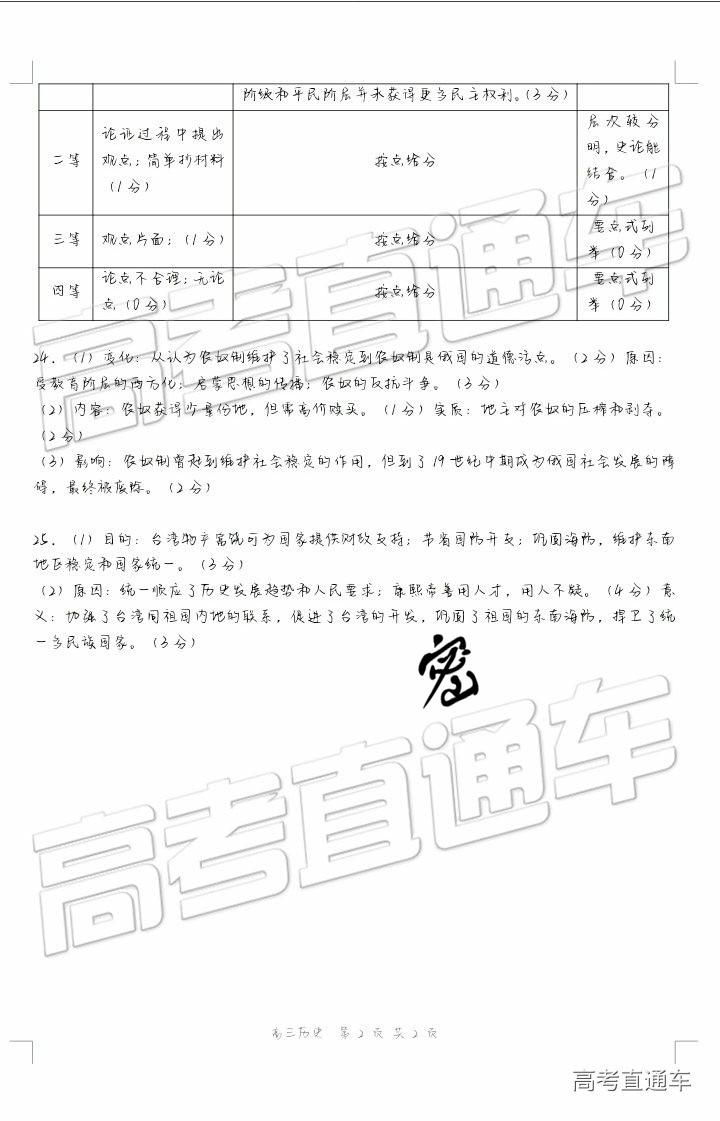 阶级和平民阶层并未获得更多民主权利。(3分)
二等
论证过程中提出
观点;简单抄材料
(1分)
按点给分
层次较分
明,史论能
结合。(1
分)
三等
观点片面;(1分)
按点给分
要点式列
举(0分)
四等
论点不合理;无论
点(0分)
按点给分
要点式列
举(0分)
24.(1)变化:从认为农奴制维护了社会稳定到农奴制是俄国的道德污点。(2分)原因:
受教育阶层的西方化;启蒙思想的传播;农奴的反抗斗争。(3分)
(2)内容:农奴获得少量份地,但需高价赎买。(1分)实质:地主对农奴的压榨和剥夺。
(2分)
(3)影响:农奴制曾起到维护社会稳定的作用,但到了19世纪中期成为俄国社会发展的障
碍,最终被废除。(2分)
25.(1)目的:台湾物产富饶可为国家提供财政支持;节省国防开支;巩固海防,维护东南
地区稳定和国家统一。(3分)
(2)原因:统一顺应了历史发展趋势和人民要求;康熙帝善用人才,用人不疑。(4分)意
义:加强了台湾同祖国内地的联系,促进了台湾的开发,巩固了祖国的东南海防,捍卫了统
一多民族国家。(3分)
密
高考直通车
高考直通车
高三历史 第2页 共2页
高考直通车